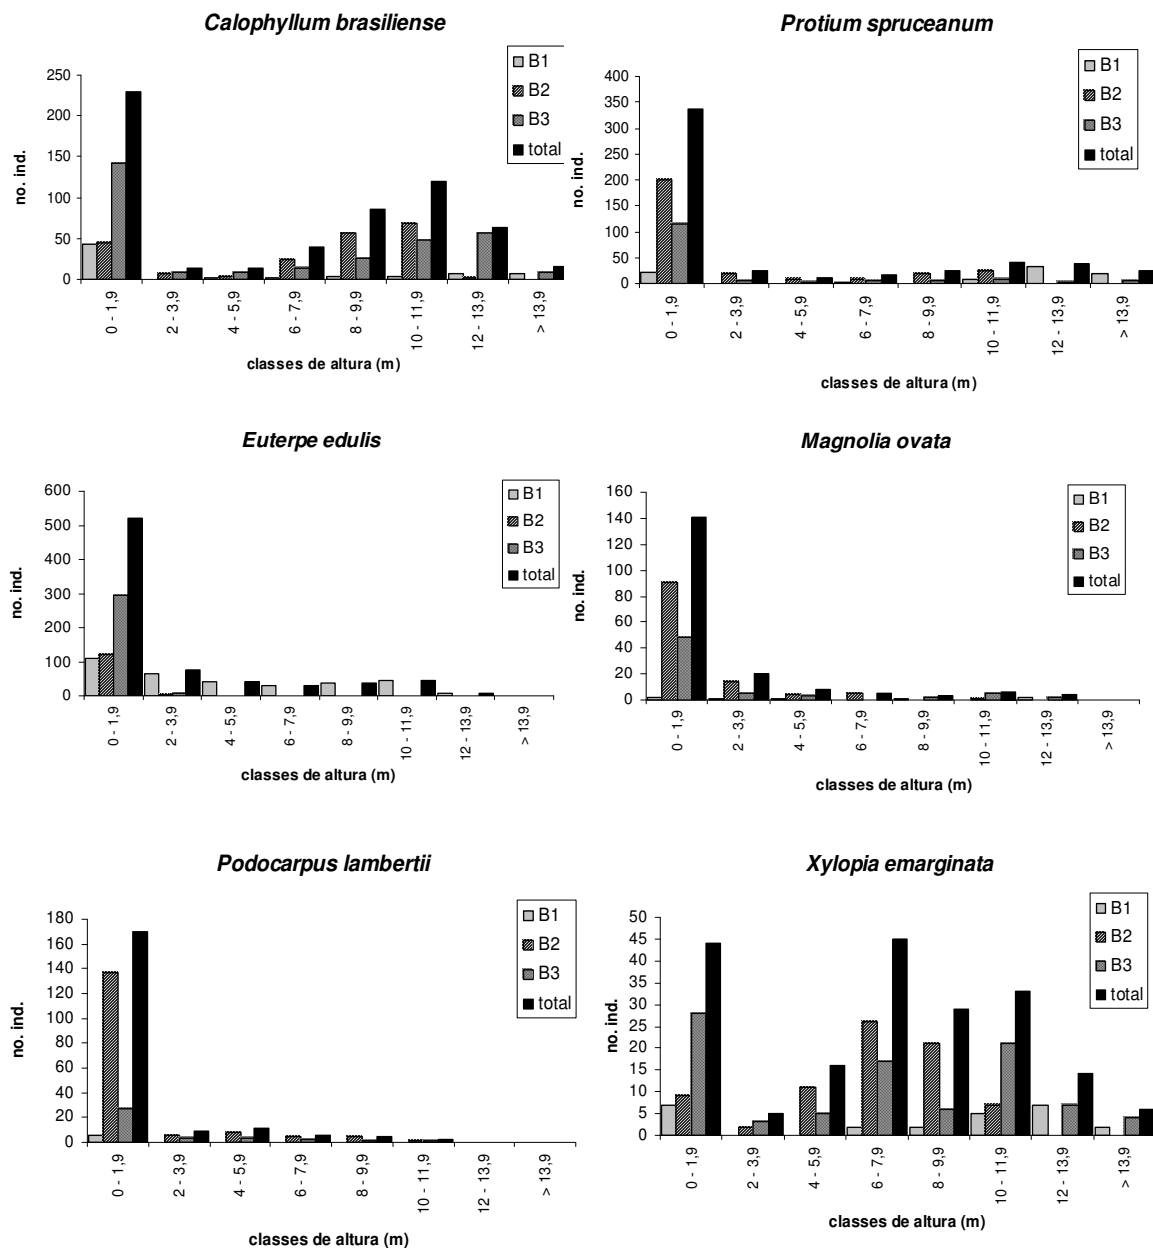 Calophyllum brasiliense
no. ind.
250
200
150
100
50
0
B1
B2
B3
total
0 - 1,9
2 - 3,9
4 - 5,9
6 - 7,9
8 - 9,9
10 - 11,9
12 - 13,9
> 13,9
classes de altura (m)
Protium spruceanum
no. ind.
400
350
300
250
200
150
100
50
0
B1
B2
B3
total
0 - 1,9
2 - 3,9
4 - 5,9
6 - 7,9
8 - 9,9
10 - 11,9
12 - 13,9
> 13,9
classes de altura (m)
Euterpe edulis
no. ind.
600
500
400
300
200
100
0
B1
B2
B3
total
0 - 1,9
2 - 3,9
4 - 5,9
6 - 7,9
8 - 9,9
10 - 11,9
12 - 13,9
> 13,9
classes de altura (m)
Magnolia ovata
no. ind.
160
140
120
100
80
60
40
20
0
B1
B2
B3
total
0 - 1,9
2 - 3,9
4 - 5,9
6 - 7,9
8 - 9,9
10 - 11,9
12 - 13,9
> 13,9
classes de altura (m)
Podocarpus lambertii
no. ind.
180
160
140
120
100
80
60
40
20
0
B1
B2
B3
total
0 - 1,9
2 - 3,9
4 - 5,9
6 - 7,9
8 - 9,9
10 - 11,9
12 - 13,9
> 13,9
classes de altura (m)
Xylopia emarginata
no. ind.
50
45
40
35
30
25
20
15
10
5
0
B1
B2
B3
total
0 - 1,9
2 - 3,9
4 - 5,9
6 - 7,9
8 - 9,9
10 - 11,9
12 - 13,9
> 13,9
classes de altura (m)